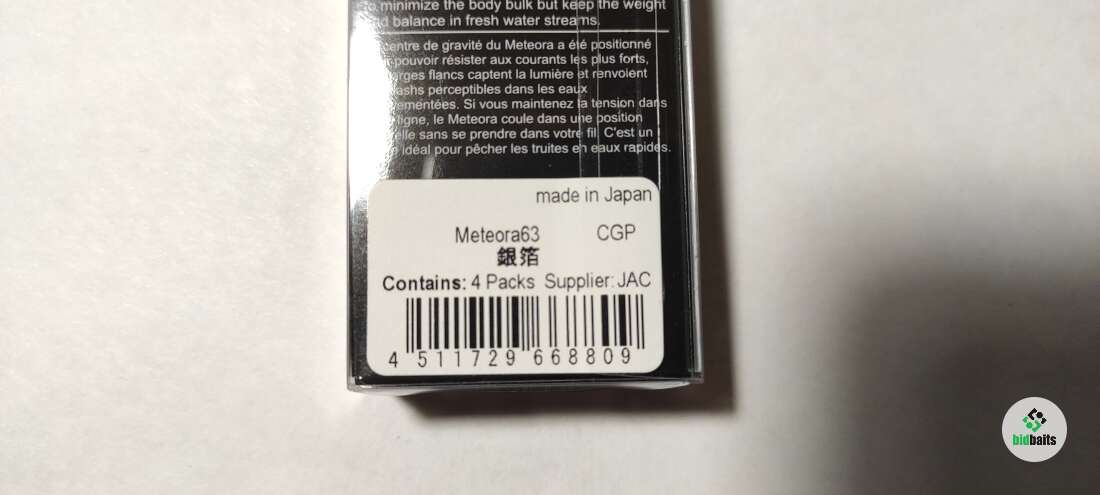 minimize the body bulk but keep the weight
balance in fresh water streams.
centre de gravité du Meteora a été positionné
pouvoir résister aux courants les plus forts,
flancs captent la lumière et renvoient
perceptibles dans les eaux
Si vous maintenez la tension dans
ligne, le Meteora coule dans une position
sans se prendre dans votre fil. C'est un
idéal pour pêcher les truites en eaux rapides.
made in Japan
Meteora63 CGP
銀箔
Contains: 4 Packs Supplier: JAC
4 511729 668809
bidbaits